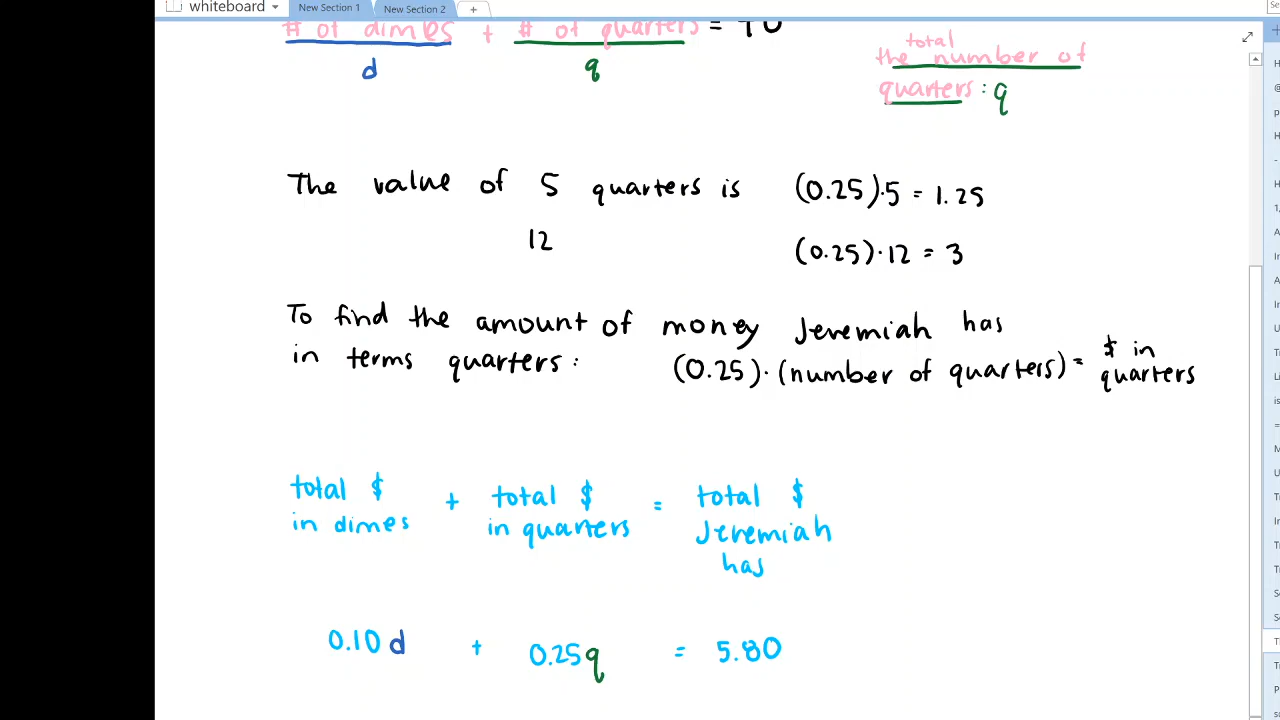 whiteboard New Section 1 New Section 2 +
# of dimes + # of quarters = 40
d q
total
the number of
quarters : q
The value of 5 quarters is (0.25)·5 = 1.25
12 (0.25)·12 = 3
To find the amount of money Jeremiah has
in terms quarters: (0.25)·(number of quarters) = $ in quarters
total $ + total $ = total $
in dimes in quarters Jeremiah
has
0.10d + 0.25q = 5.80